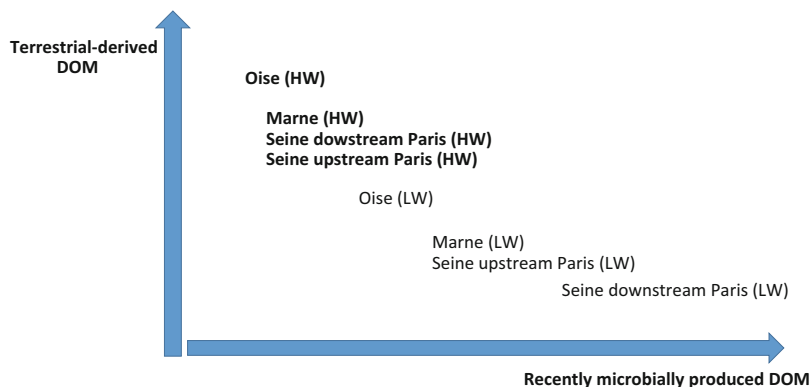 Terrestrial-derived
DOM
Oise (HW)
Marne (HW)
Seine dowstream Paris (HW)
Seine upstream Paris (HW)
Oise (LW)
Marne (LW)
Seine upstream Paris (LW)
Seine downstream Paris (LW)
Recently microbially produced DOM